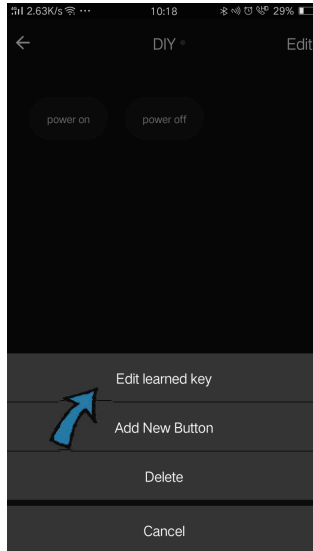 2.63K/s ... 10:18 29%
DIY Edit
power on power off
Edit learned key
Add New Button
Delete
Cancel